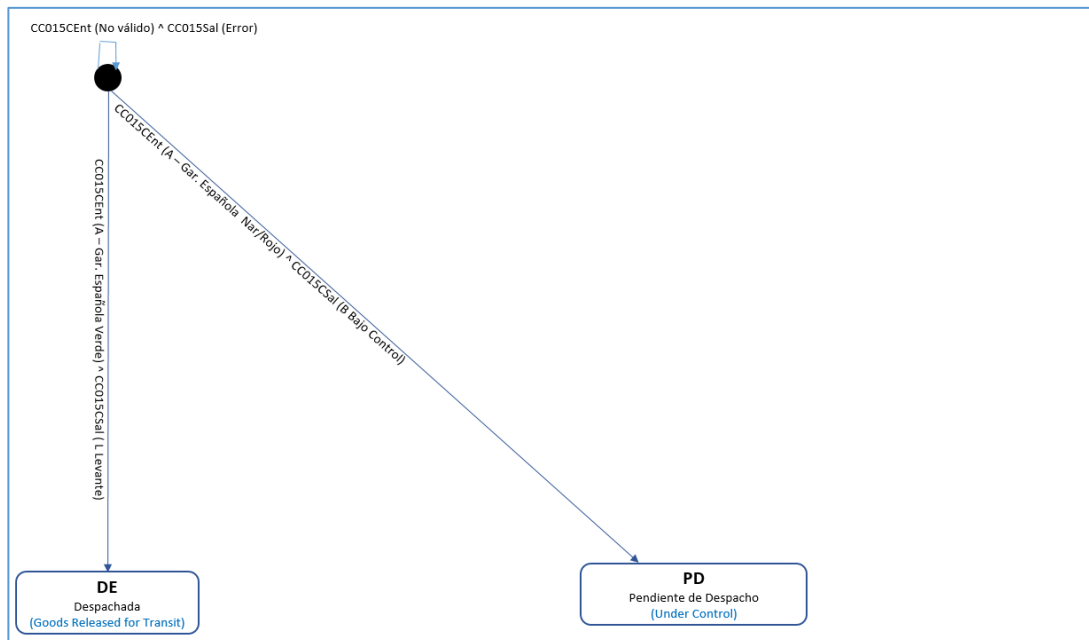 CC015CEnt (No válido) ^ CC015Sal (Error)
CC015CEnt (A – Gar. Española  Nar/Rojo) ^ CC015CSal (B Bajo Control)
CC015CEnt (A – Gar. Española Verde) ^ CC015CSal ( L Levante)
DE
Despachada
(Goods Released for Transit)
PD
Pendiente de Despacho
(Under Control)